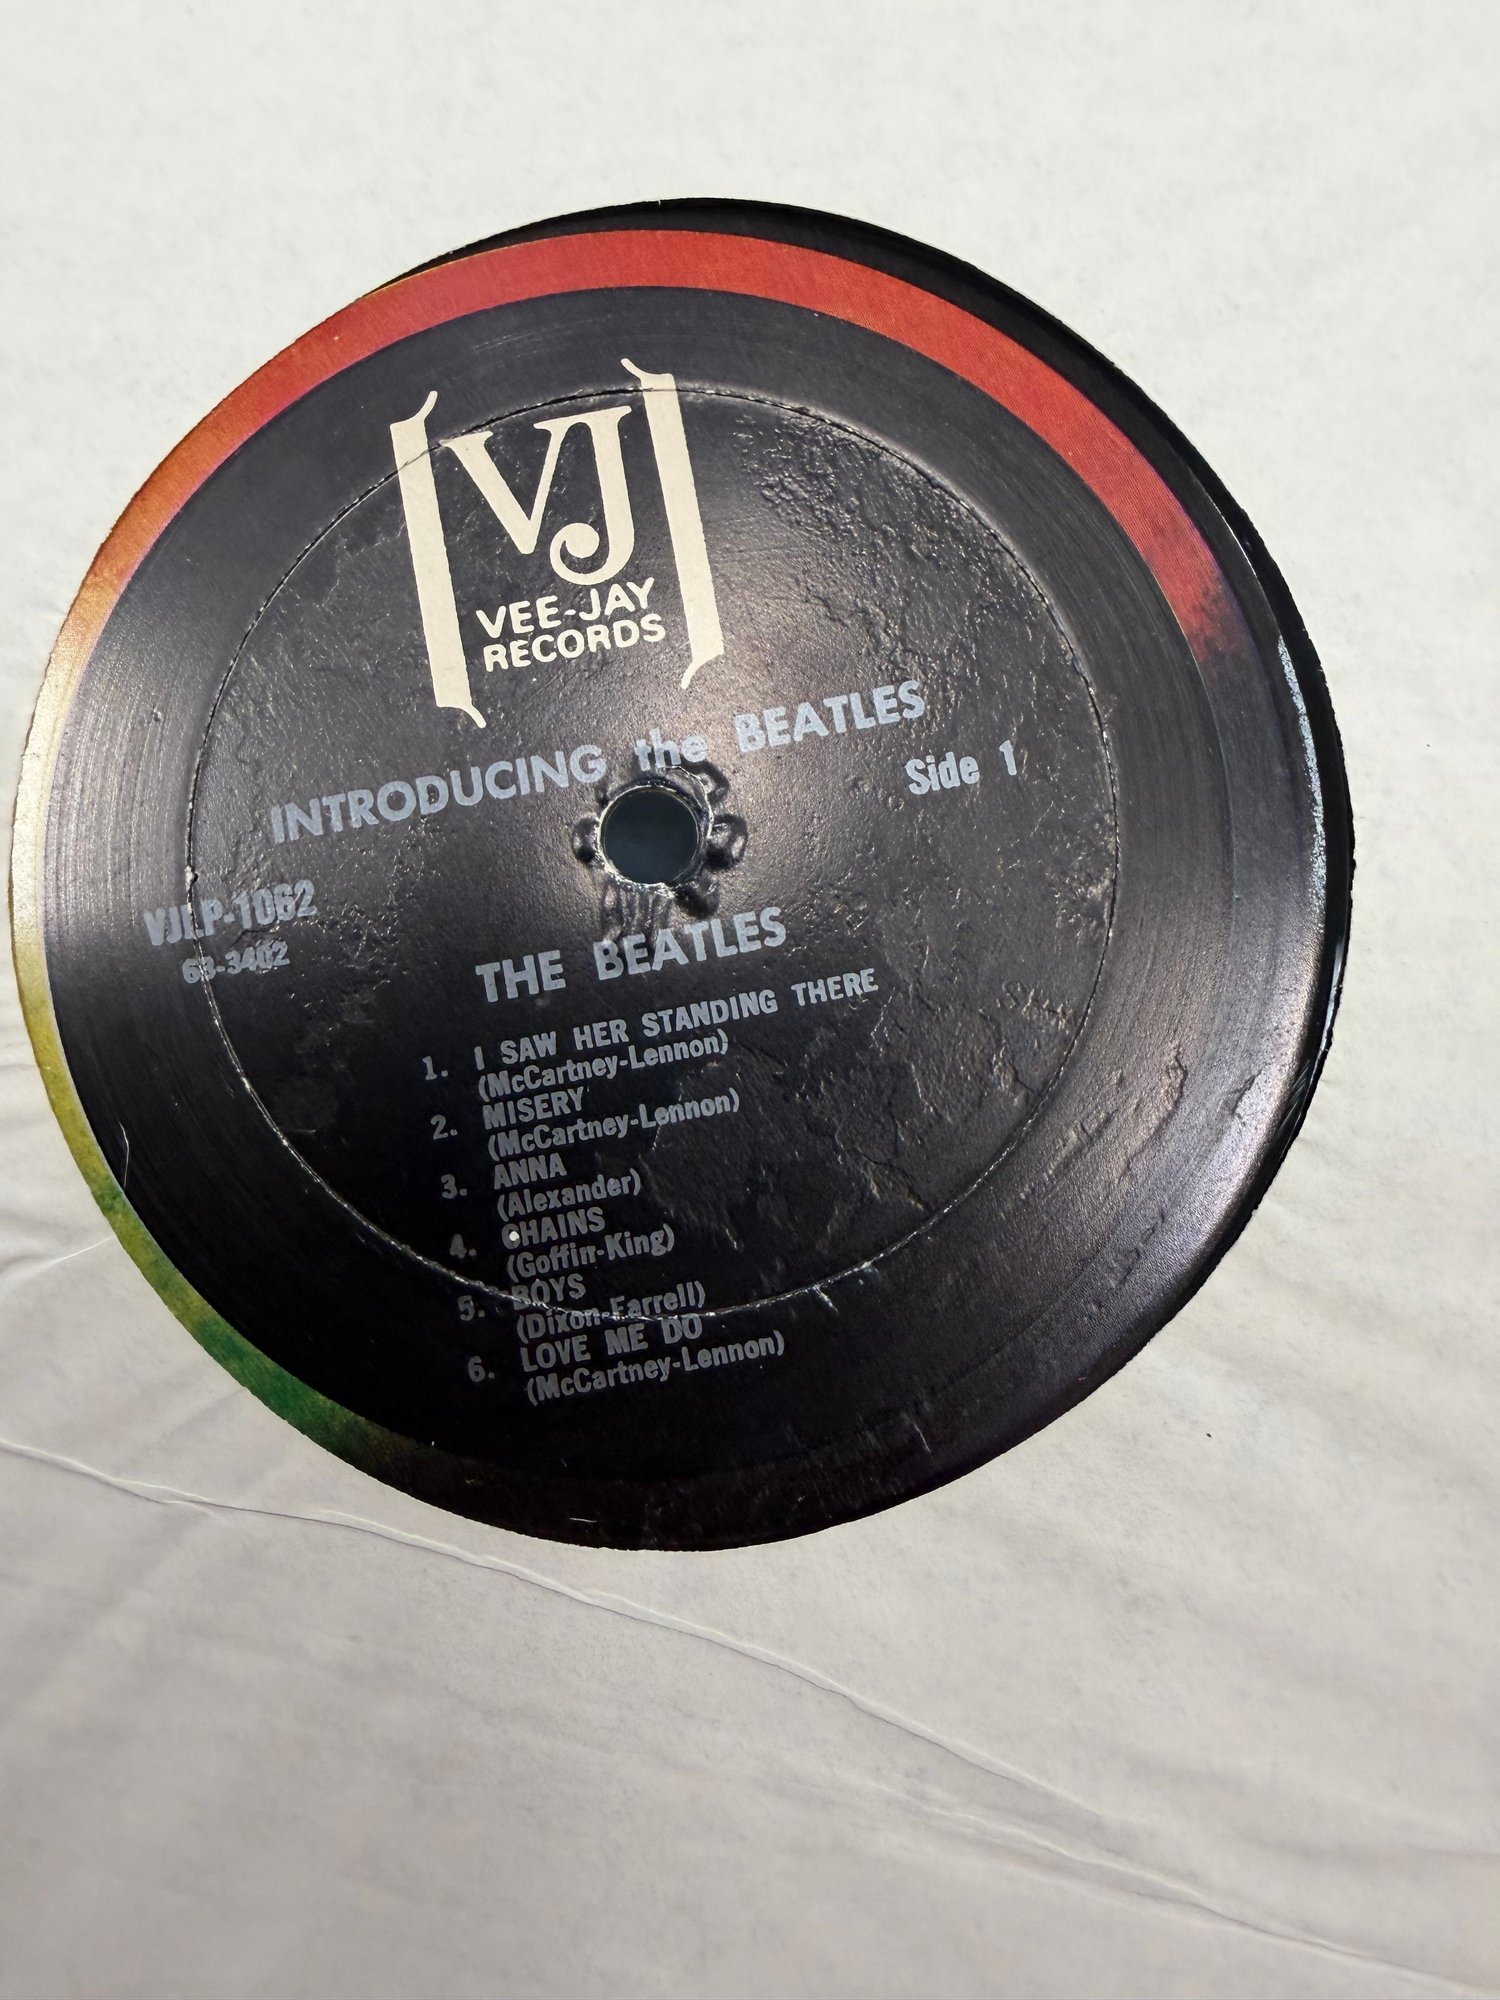 VJ
VEE-JAY
RECORDS
INTRODUCING the BEATLES
Side 1
VJLP-1062
63-3402
THE BEATLES
1. I SAW HER STANDING THERE
(McCartney-Lennon)
2. MISERY
(McCartney-Lennon)
3. ANNA
(Alexander)
4. CHAINS
(Goffin-King)
5. BOYS
(Dixon-Farrell)
6. LOVE ME DO
(McCartney-Lennon)